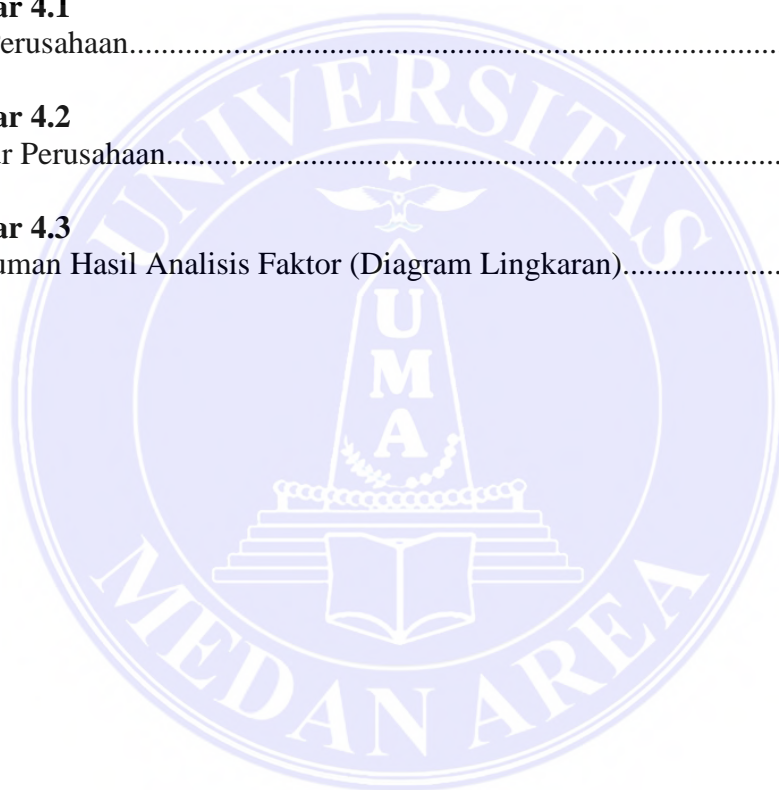 ar 4.1
erusahaan
ar 4.2
ar Perusahaan
ar 4.3
uman Hasil Analisis Faktor (Diagram Lingkaran)
UNIVERSITAS
UMA
MEDAN AREA